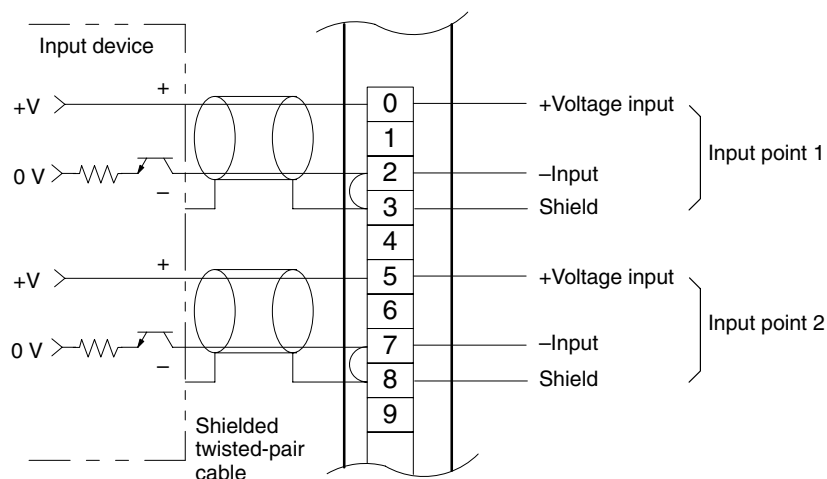 Input device
+V
+
0 V
–
+V
+
0 V
–
Shielded
twisted-pair
cable
0
1
2
3
4
5
6
7
8
9
+Voltage input
–Input
Shield
Input point 1
+Voltage input
–Input
Shield
Input point 2